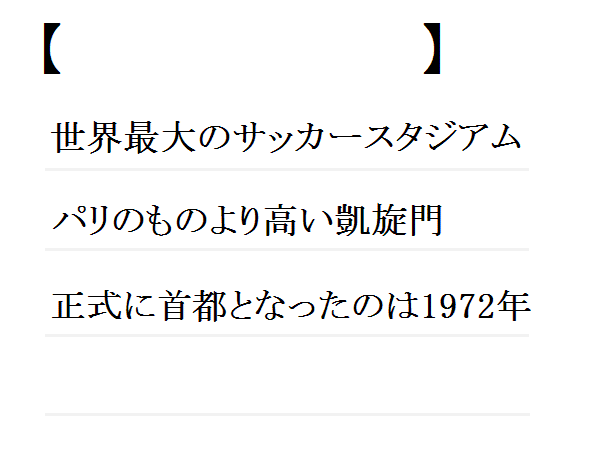 【 】
世界最大のサッカースタジアム
パリのものより高い凱旋門
正式に首都となったのは1972年